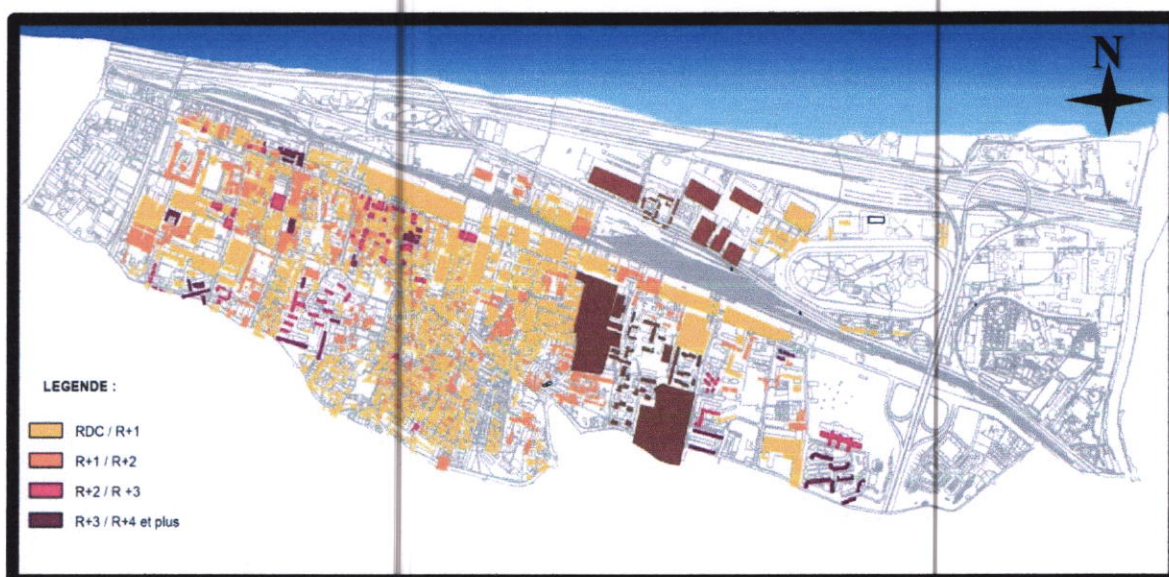 N
LEGENDE :
RDC / R+1
R+1 / R+2
R+2 / R +3
R+3 / R+4 et plus